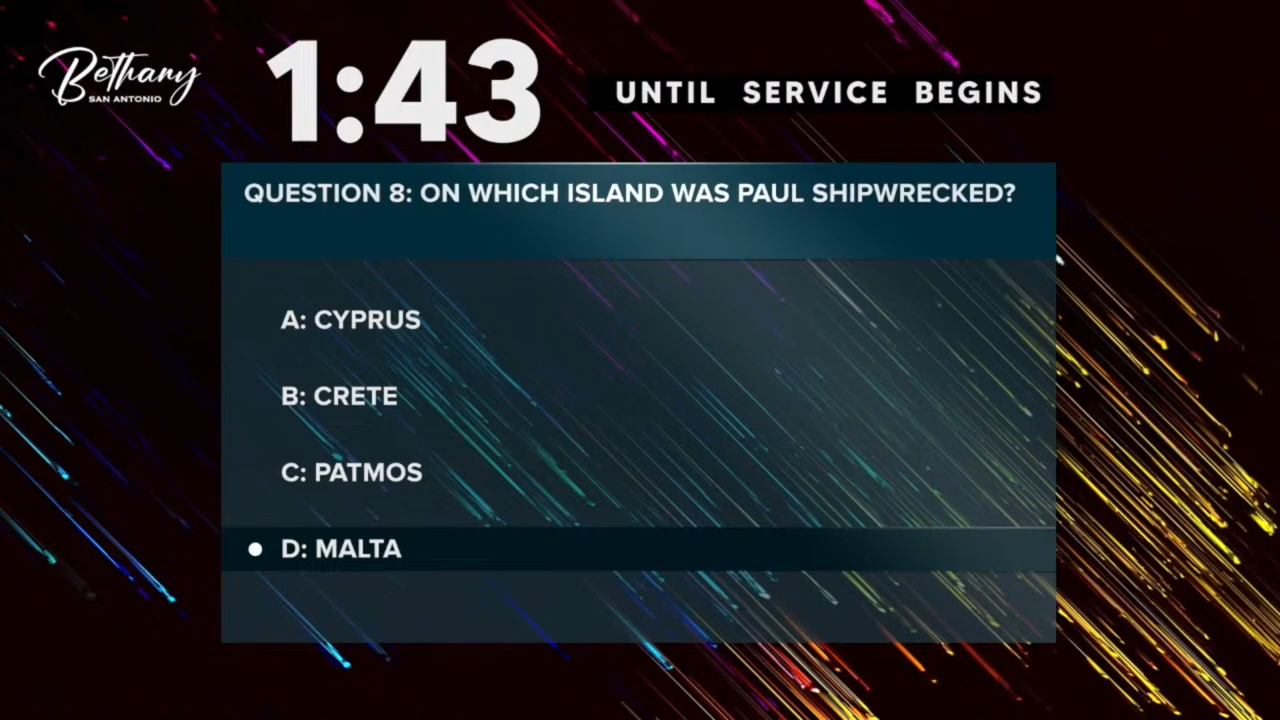 Bethany
SAN ANTONIO
1:43
UNTIL SERVICE BEGINS
QUESTION 8: ON WHICH ISLAND WAS PAUL SHIPWRECKED?
A: CYPRUS
B: CRETE
C: PATMOS
D: MALTA